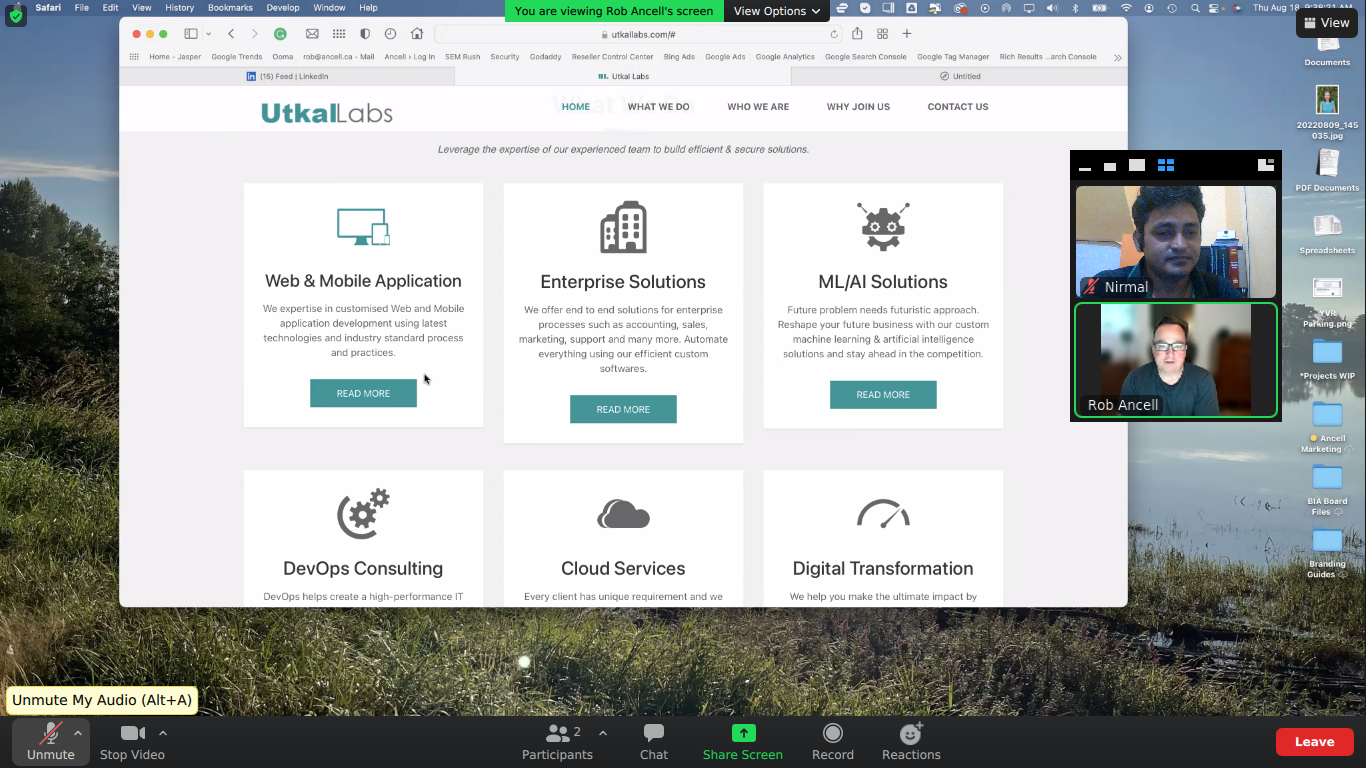 Safari File Edit View History Bookmarks Develop Window Help
You are viewing Rob Ancell's screen View Options
View
utkallabs.com/#
Home - Jasper Google Trends Ooma rob@ancell.ca - Mail Ancell › Log In SEM Rush Security Godaddy Reseller Control Center Bing Ads Google Ads Google Analytics Google Search Console Google Tag Manager Rich Results ...arch Console
(15) Feed | LinkedIn
Utkal Labs
Untitled
UtkalLabs
HOME WHAT WE DO WHO WE ARE WHY JOIN US CONTACT US
Leverage the expertise of our experienced team to build efficient & secure solutions.
Web & Mobile Application
We expertise in customised Web and Mobile
application development using latest
technologies and industry standard process
and practices.
READ MORE
Enterprise Solutions
We offer end to end solutions for enterprise
processes such as accounting, sales,
marketing, support and many more. Automate
everything using our efficient custom
softwares.
READ MORE
ML/AI Solutions
Future problem needs futuristic approach.
Reshape your future business with our custom
machine learning & artificial intelligence
solutions and stay ahead in the competition.
READ MORE
DevOps Consulting
DevOps helps create a high-performance IT
Cloud Services
Every client has unique requirement and we
Digital Transformation
We help you make the ultimate impact by
Nirmal
Rob Ancell
Documents
20220809_145
035.jpg
PDF Documents
Spreadsheets
YVR
Parking.png
*Projects WIP
Ancell
Marketing
BIA Board
Files
Branding
Guides
Unmute My Audio (Alt+A)
Unmute
Stop Video
Participants 2
Chat
Share Screen
Record
Reactions
Leave